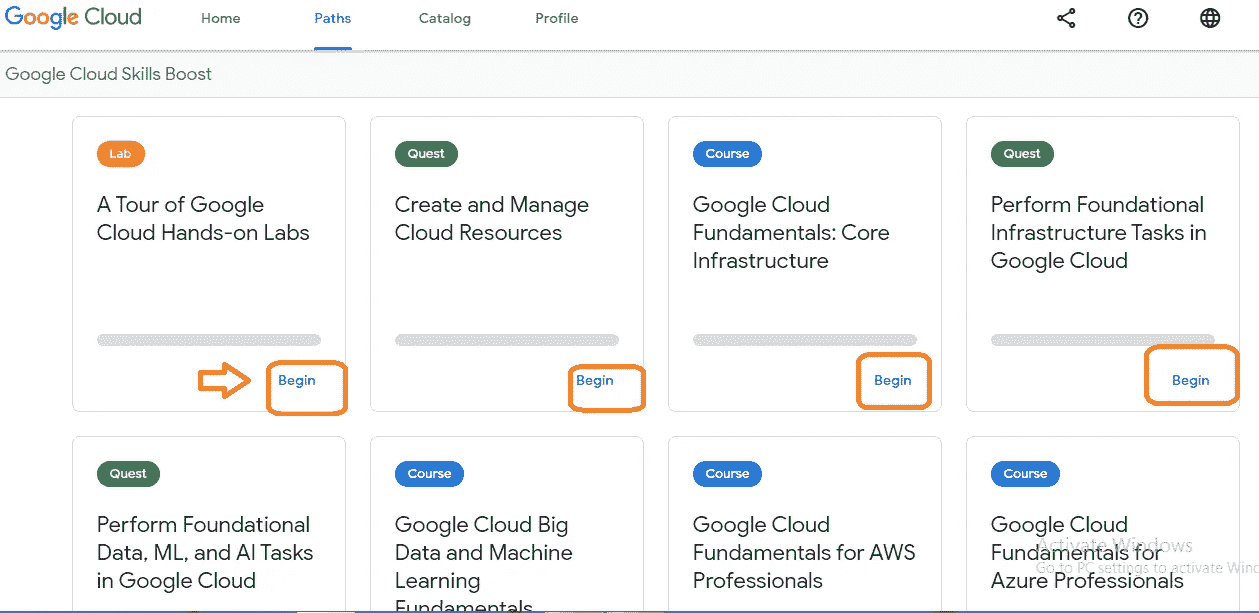 Google Cloud
Home
Paths
Catalog
Profile
Google Cloud Skills Boost
Lab
A Tour of Google
Cloud Hands-on Labs
Begin
Quest
Create and Manage
Cloud Resources
Begin
Course
Google Cloud
Fundamentals: Core
Infrastructure
Begin
Quest
Perform Foundational
Infrastructure Tasks in
Google Cloud
Begin
Quest
Perform Foundational
Data, ML, and AI Tasks
in Google Cloud
Course
Google Cloud Big
Data and Machine
Learning
Fundamentals
Course
Google Cloud
Fundamentals for AWS
Professionals
Course
Google Cloud
Fundamentals for
Azure Professionals
Activate Windows
Go to PC settings to activate Winc